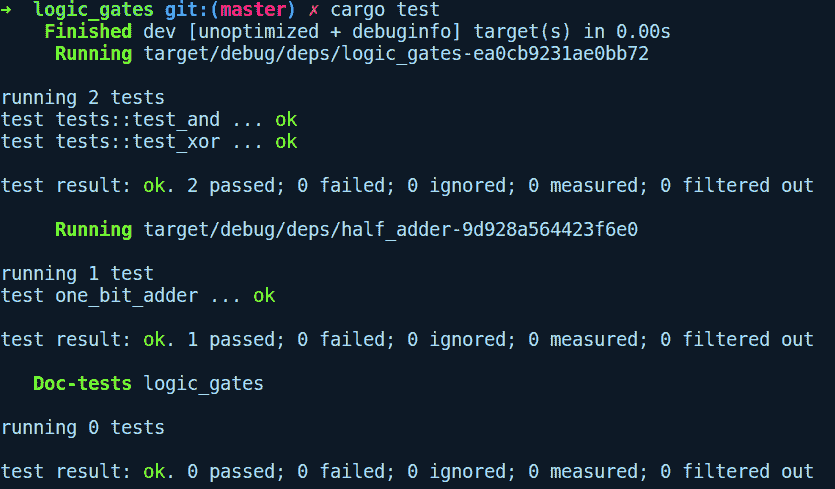 ➜  logic_gates git:(master) ✗ cargo test
    Finished dev [unoptimized + debuginfo] target(s) in 0.00s
     Running target/debug/deps/logic_gates-ea0cb9231ae0bb72

running 2 tests
test tests::test_and ... ok
test tests::test_xor ... ok

test result: ok. 2 passed; 0 failed; 0 ignored; 0 measured; 0 filtered out

     Running target/debug/deps/half_adder-9d928a564423f6e0

running 1 test
test one_bit_adder ... ok

test result: ok. 1 passed; 0 failed; 0 ignored; 0 measured; 0 filtered out

   Doc-tests logic_gates

running 0 tests

test result: ok. 0 passed; 0 failed; 0 ignored; 0 measured; 0 filtered out